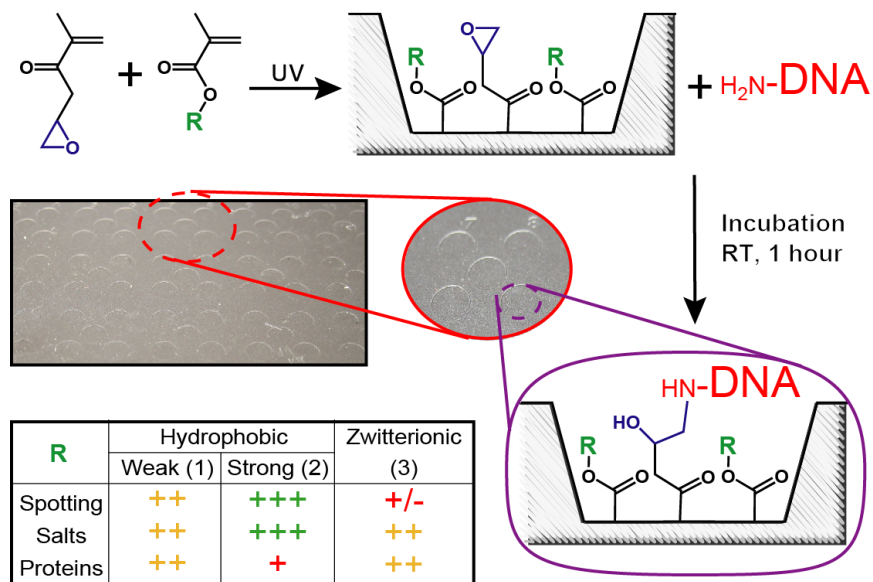 O
O
O
O
R
+
UV
R
O
O
O
O
O
O
R
+ H₂N-DNA
Incubation
RT, 1 hour
HN-DNA
HO
R
O
O
O
R
O
O
R Hydrophobic Zwitterionic
Weak (1) Strong (2) (3)
Spotting ++ +++ +/-
Salts ++ +++ ++
Proteins ++ + ++